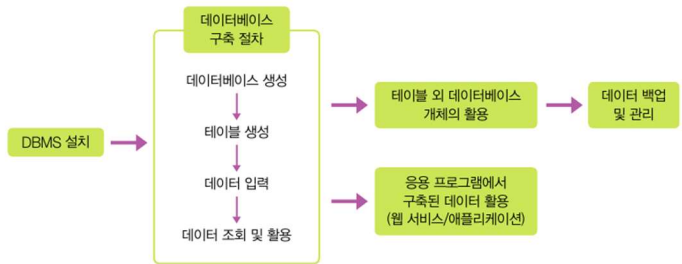 DBMS 설치
데이터베이스
구축 절차
데이터베이스 생성
테이블 생성
데이터 입력
데이터 조회 및 활용
테이블 외 데이터베이스
개체의 활용
데이터 백업
및 관리
응용 프로그램에서
구축된 데이터 활용
(웹 서비스/애플리케이션)